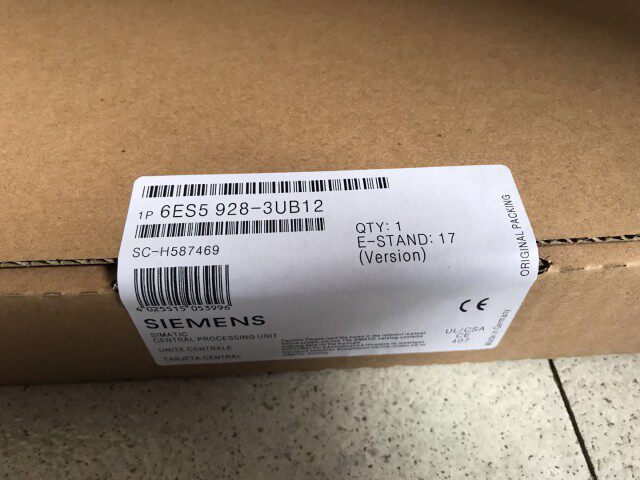 1P 6ES5 928-3UB12
SC-H587469
QTY: 1
E-STAND: 17
(Version)
ORIGINAL PACKING
4 025515 053996
SIEMENS
SIMATIC
CENTRAL PROCESSING UNIT
UNITE CENTRALE
TARJETA CENTRAL
CE
UL/CSA
CE
407
Made in Germany